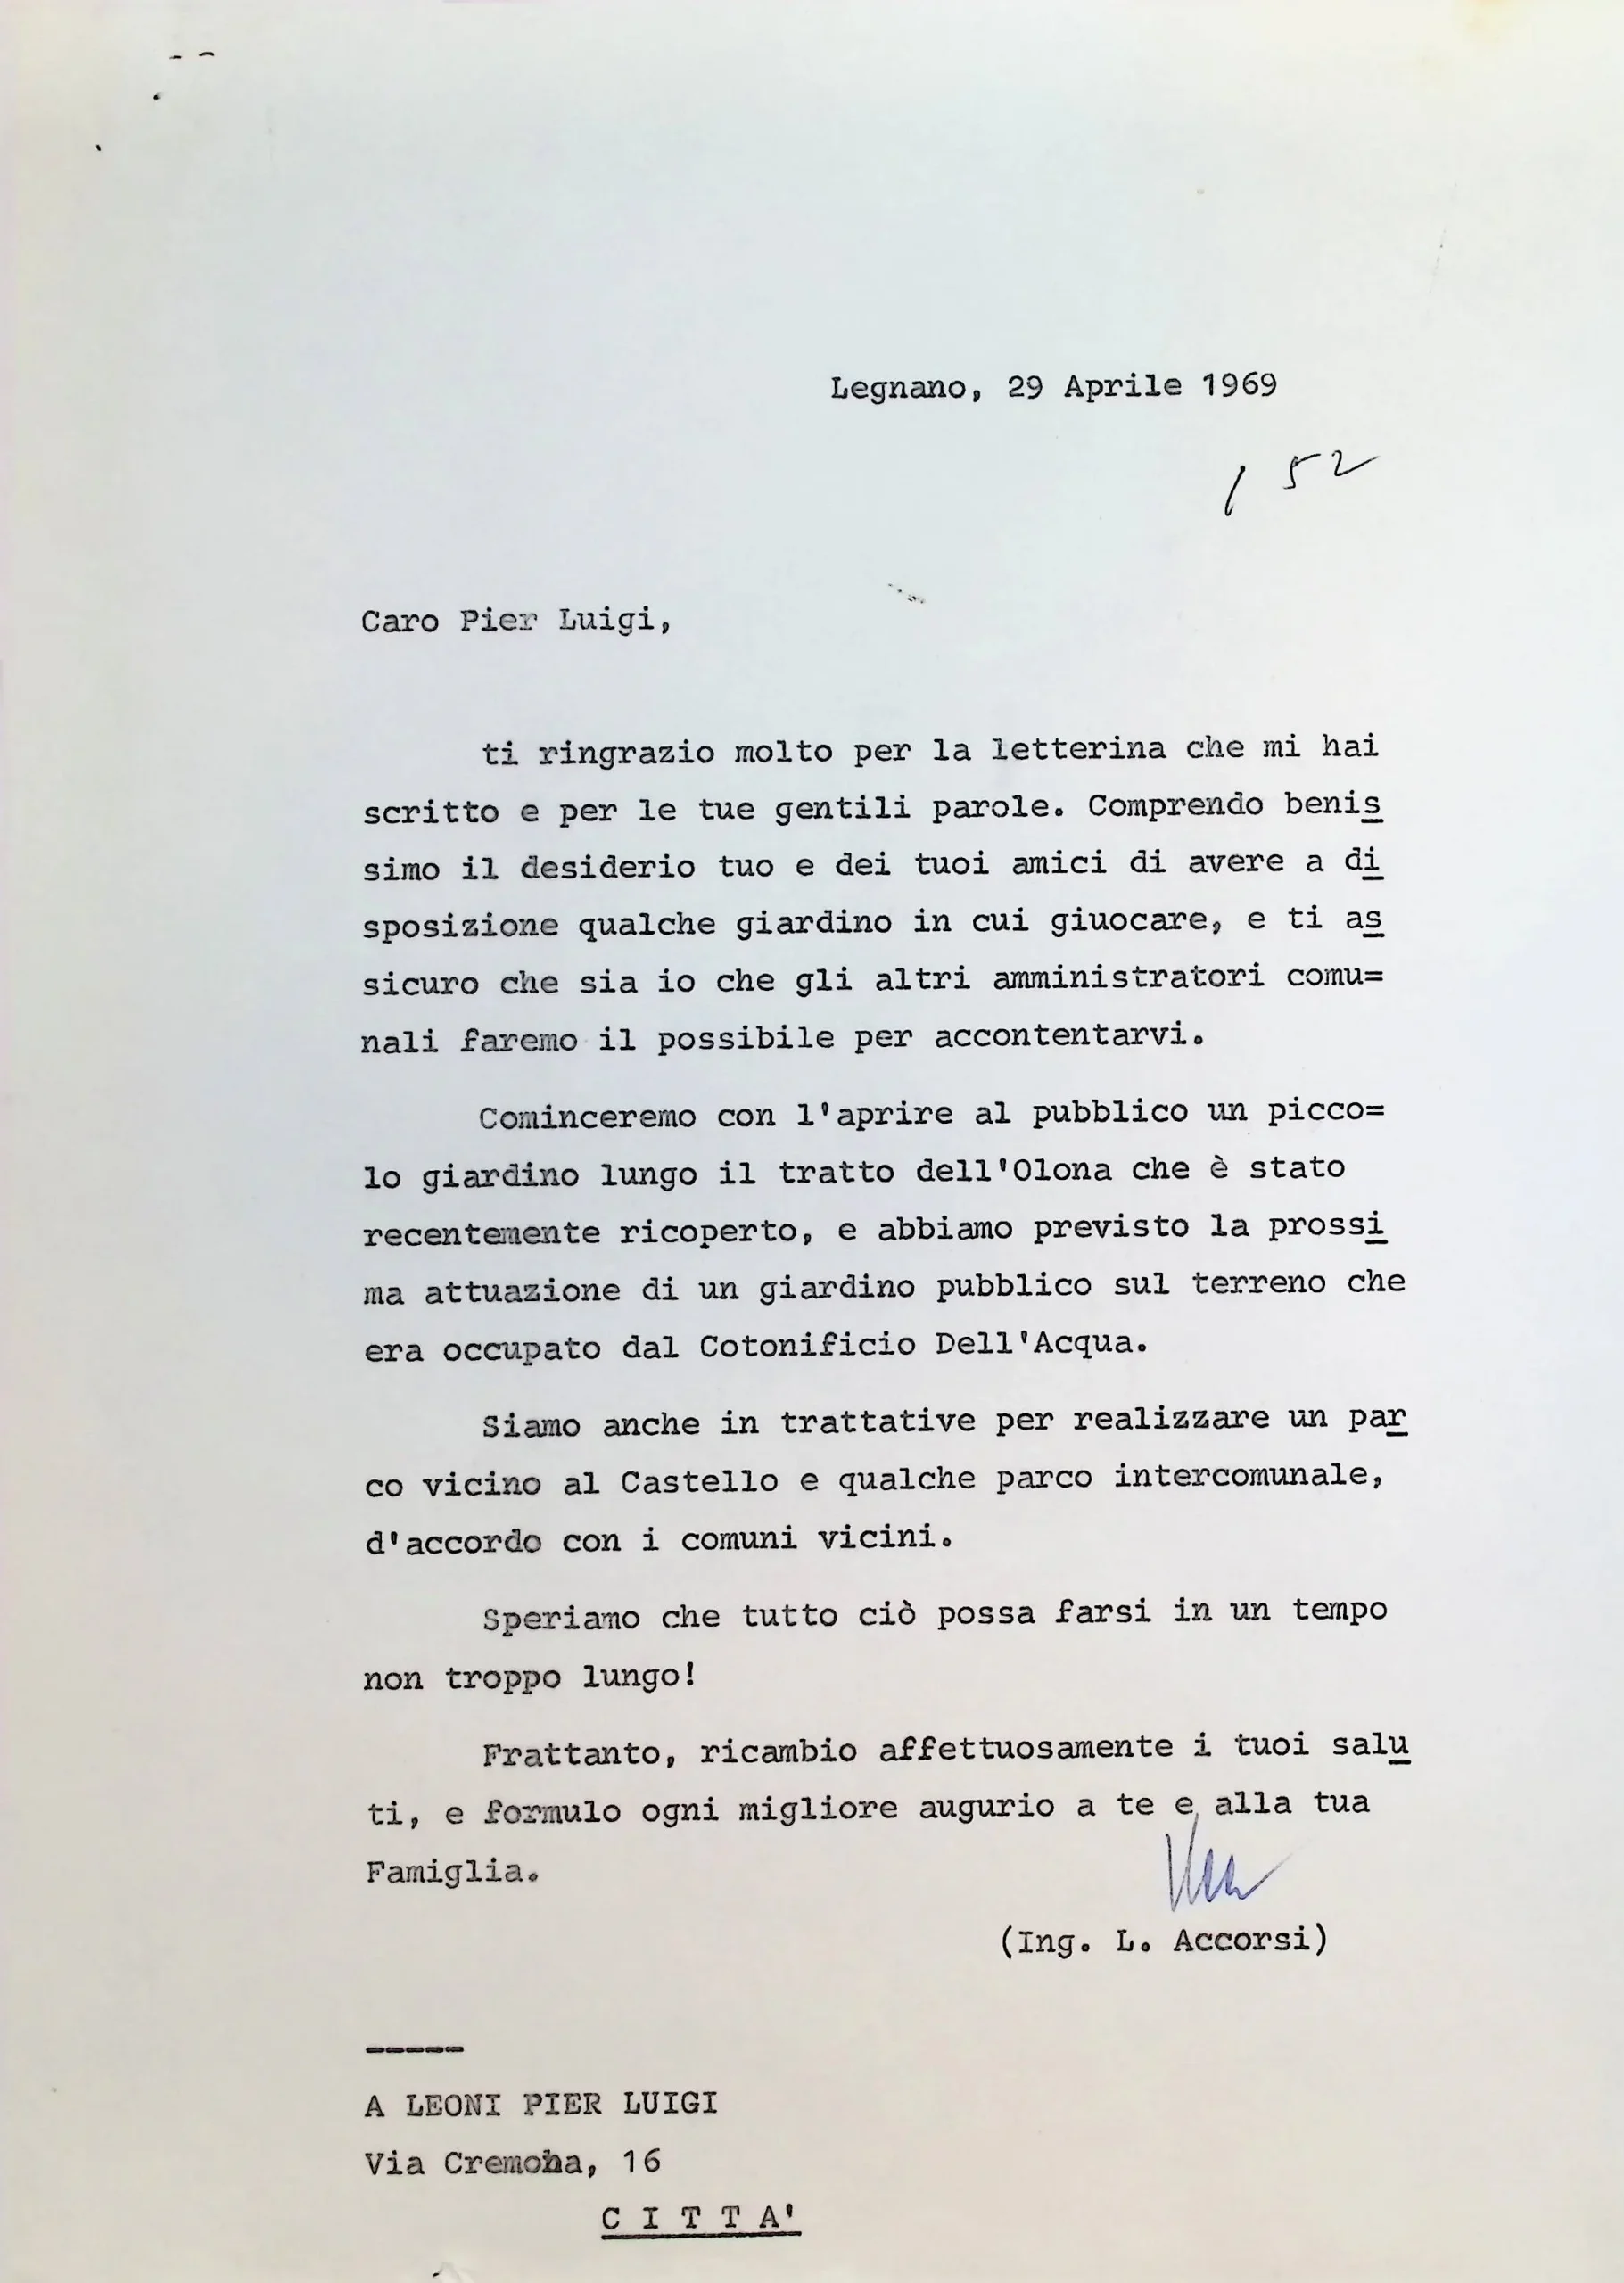 Legnano, 29 Aprile 1969
152
Caro Pier Luigi,
ti ringrazio molto per la letterina che mi hai
scritto e per le tue gentili parole. Comprendo benis
simo il desiderio tuo e dei tuoi amici di avere a di
sposizione qualche giardino in cui giuocare, e ti as
sicuro che sia io che gli altri amministratori comu=
nali faremo il possibile per accontentarvi.
Cominceremo con l'aprire al pubblico un picco=
lo giardino lungo il tratto dell'Olona che è stato
recentemente ricoperto, e abbiamo previsto la prossi
ma attuazione di un giardino pubblico sul terreno che
era occupato dal Cotonificio Dell'Acqua.
Siamo anche in trattative per realizzare un par
co vicino al Castello e qualche parco intercomunale,
d'accordo con i comuni vicini.
Speriamo che tutto ciò possa farsi in un tempo
non troppo lungo!
Frattanto, ricambio affettuosamente i tuoi salu
ti, e formulo ogni migliore augurio a te e alla tua
Famiglia.
(Ing. L. Accorsi)
-----
A LEONI PIER LUIGI
Via Cremona, 16
C I T T A'